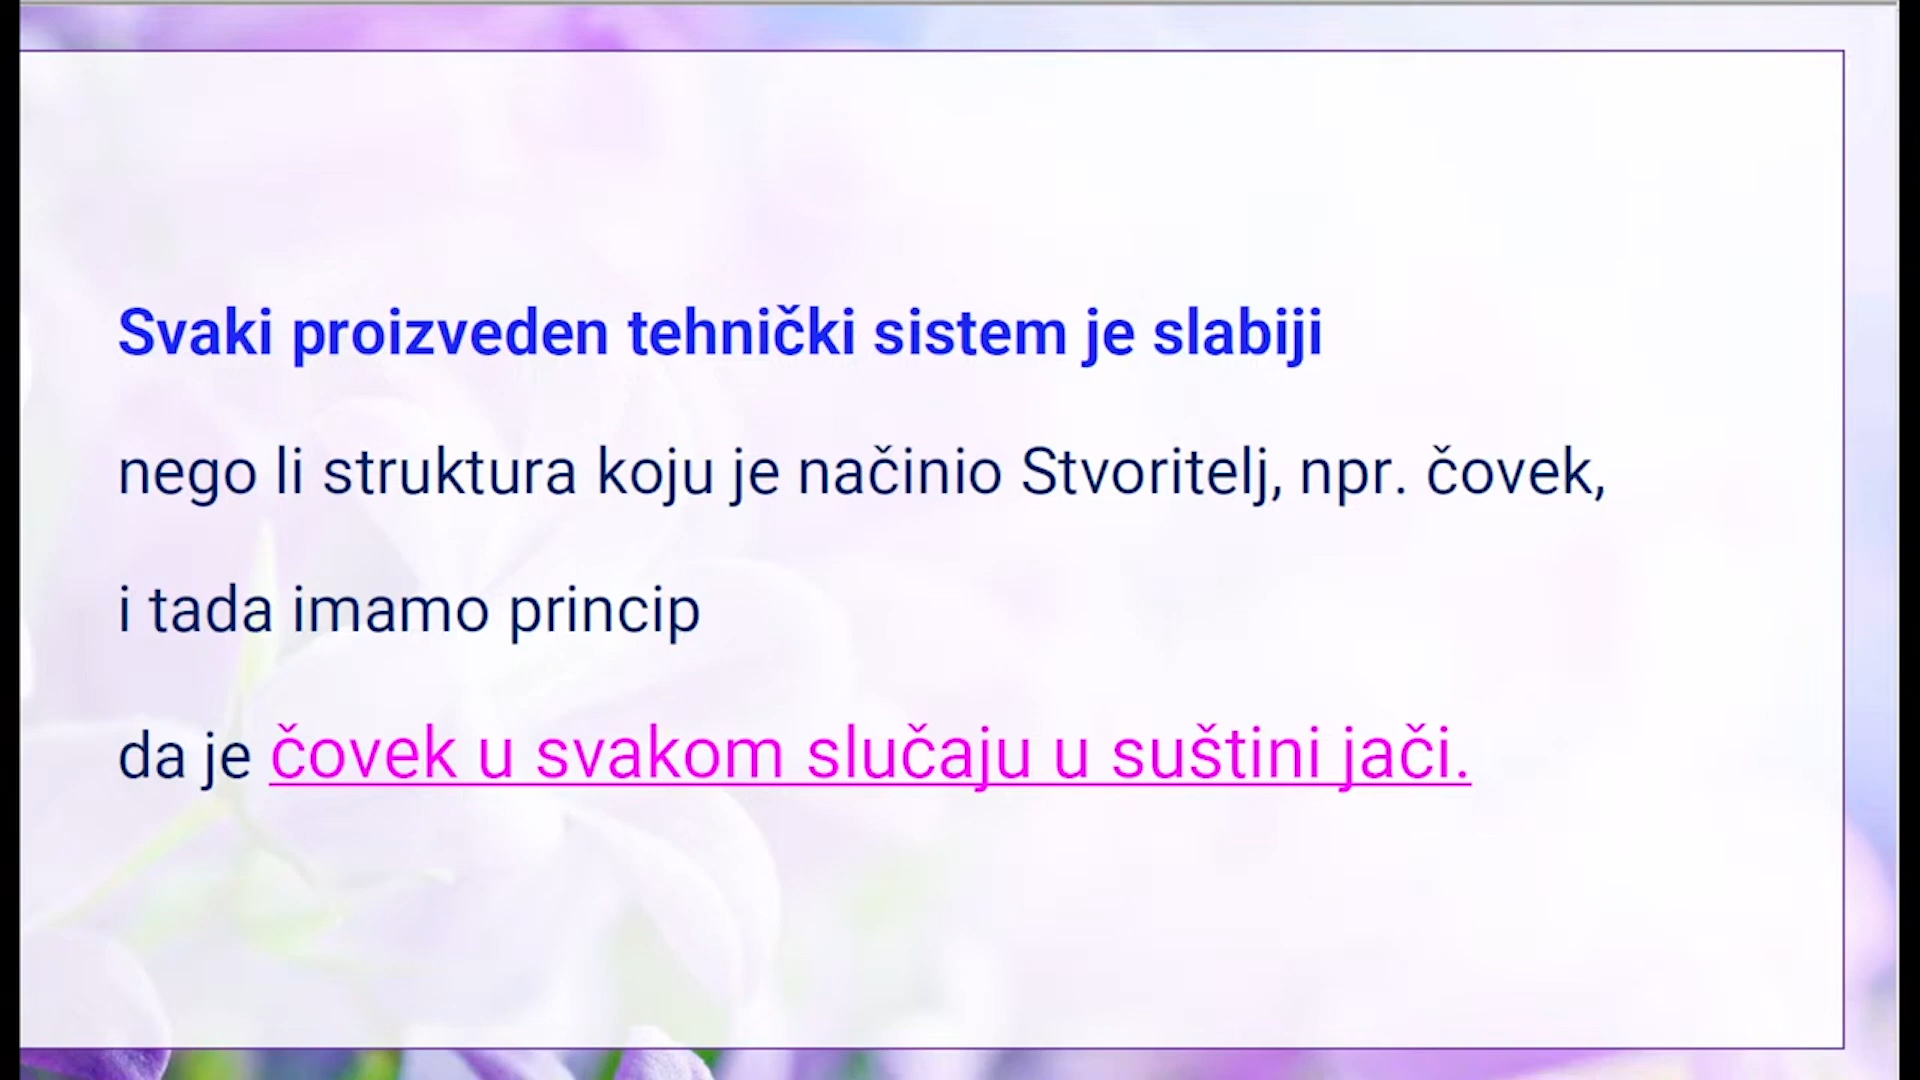 Svaki proizveden tehnički sistem je slabiji
nego li struktura koju je načinio Stvoritelj, npr. čovek,
i tada imamo princip
da je čovek u svakom slučaju u suštini jači.